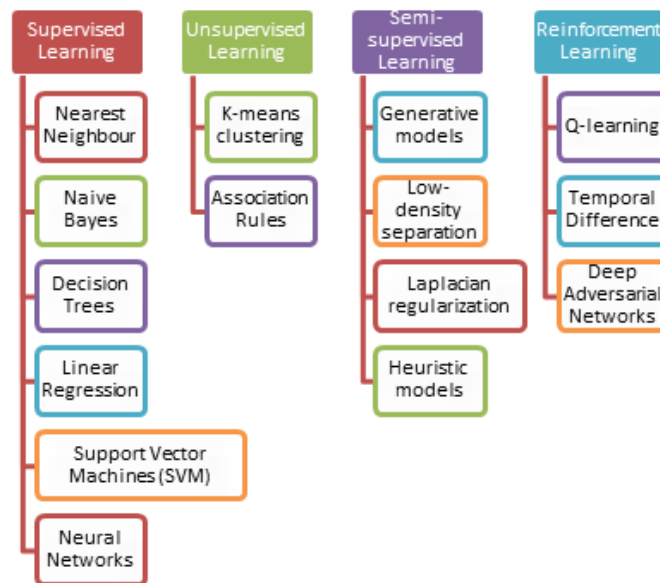 Supervised
Learning
Nearest
Neighbour
Naive
Bayes
Decision
Trees
Linear
Regression
Support Vector
Machines (SVM)
Neural
Networks
Unsupervised
Learning
K-means
clustering
Association
Rules
Semi-
supervised
Learning
Generative
models
Low-
density
separation
Laplacian
regularization
Heuristic
models
Reinforcement
Learning
Q-learning
Temporal
Difference
Deep
Adversarial
Networks